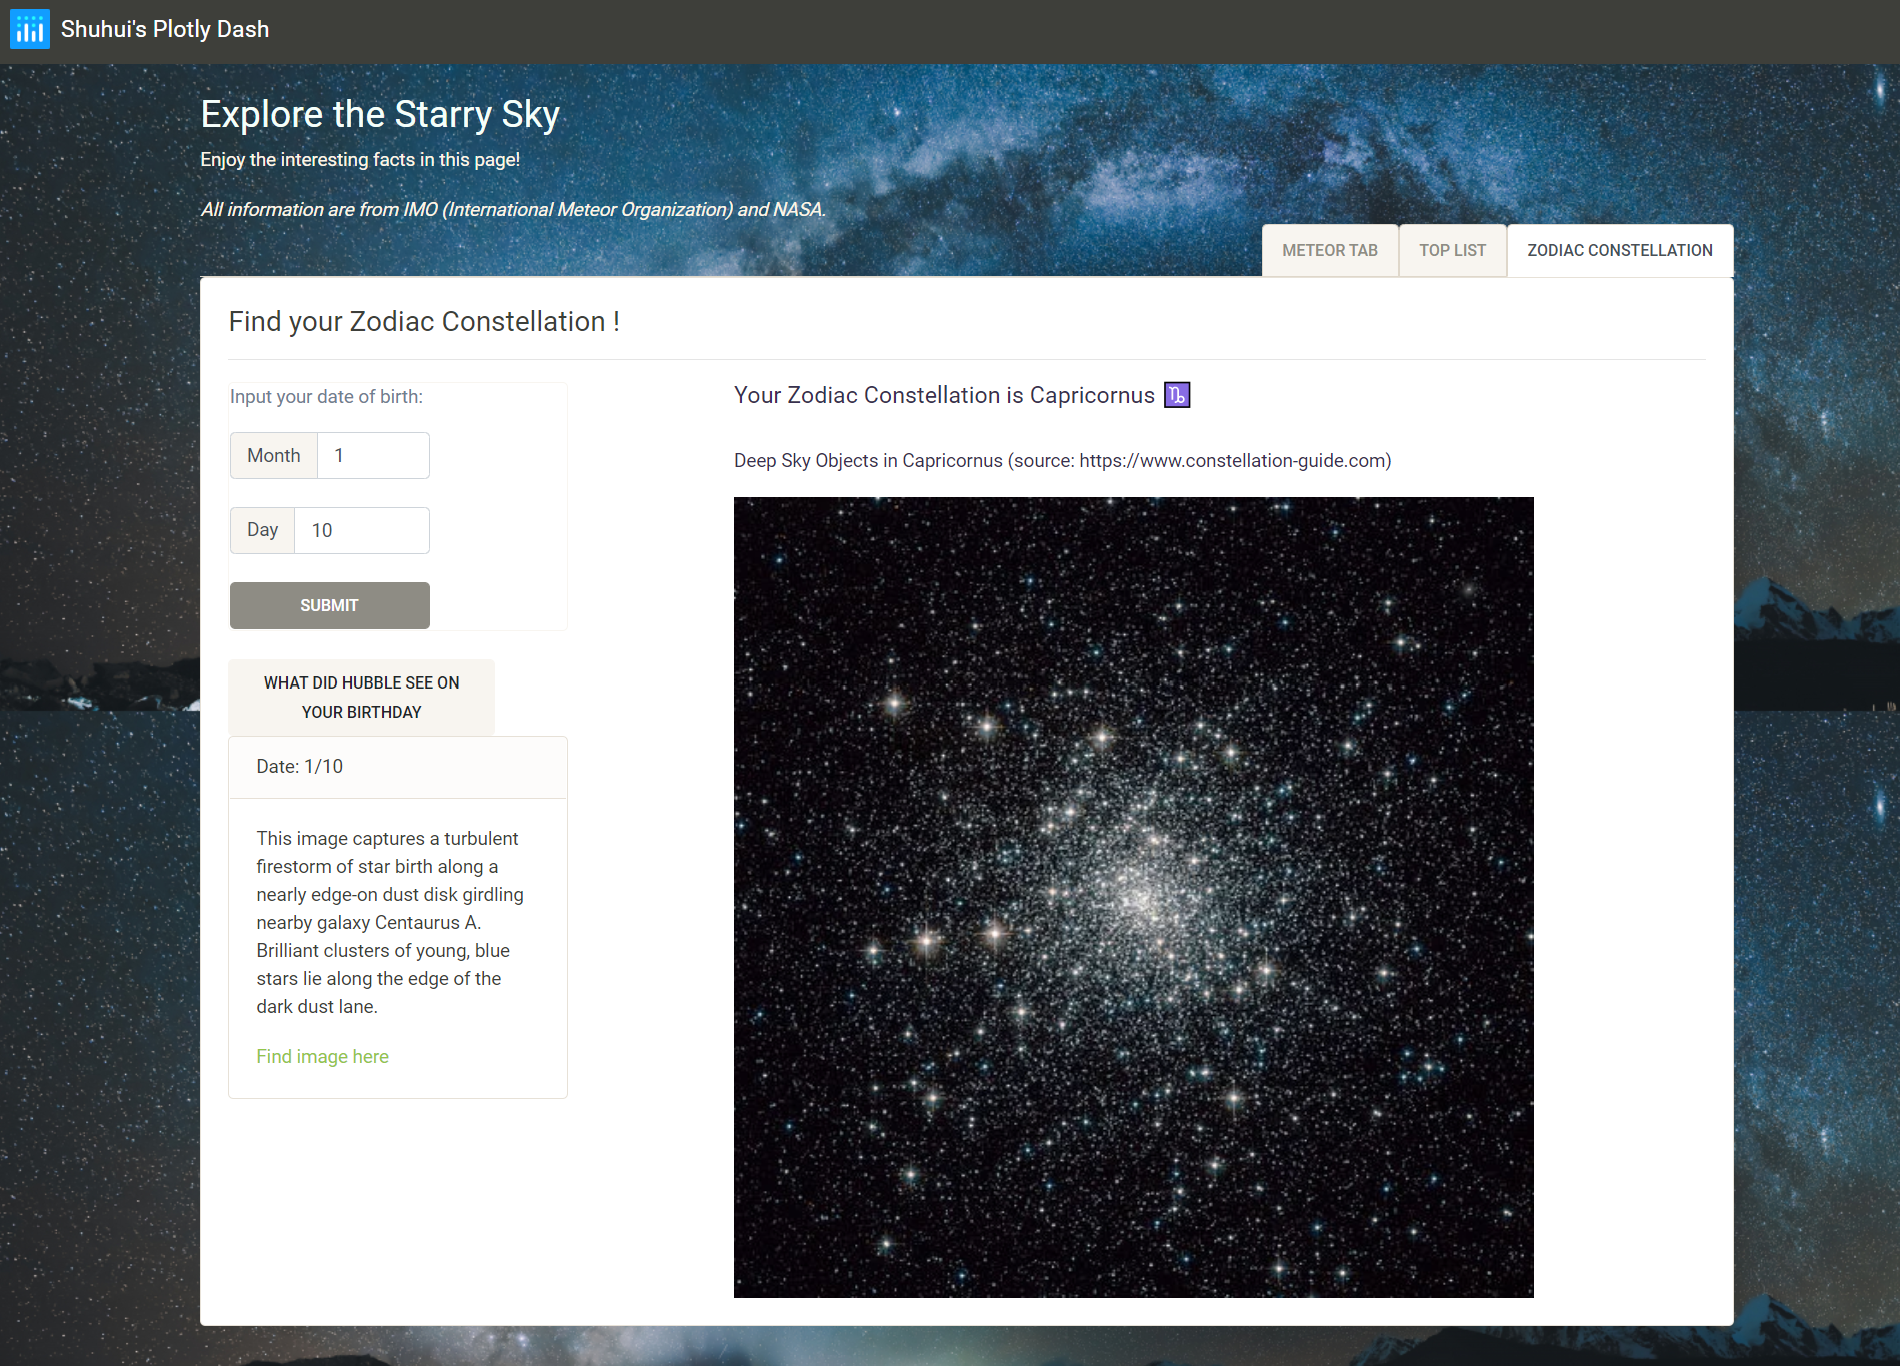 Shuhui's Plotly Dash
Explore the Starry Sky
Enjoy the interesting facts in this page!
All information are from IMO (International Meteor Organization) and NASA.
METEOR TAB
TOP LIST
ZODIAC CONSTELLATION
Find your Zodiac Constellation !
Input your date of birth:
Month 1
Day 10
SUBMIT
WHAT DID HUBBLE SEE ON
YOUR BIRTHDAY
Date: 1/10
This image captures a turbulent
firestorm of star birth along a
nearly edge-on dust disk girdling
nearby galaxy Centaurus A.
Brilliant clusters of young, blue
stars lie along the edge of the
dark dust lane.
Find image here
Your Zodiac Constellation is Capricornus ♑
Deep Sky Objects in Capricornus (source: https://www.constellation-guide.com)